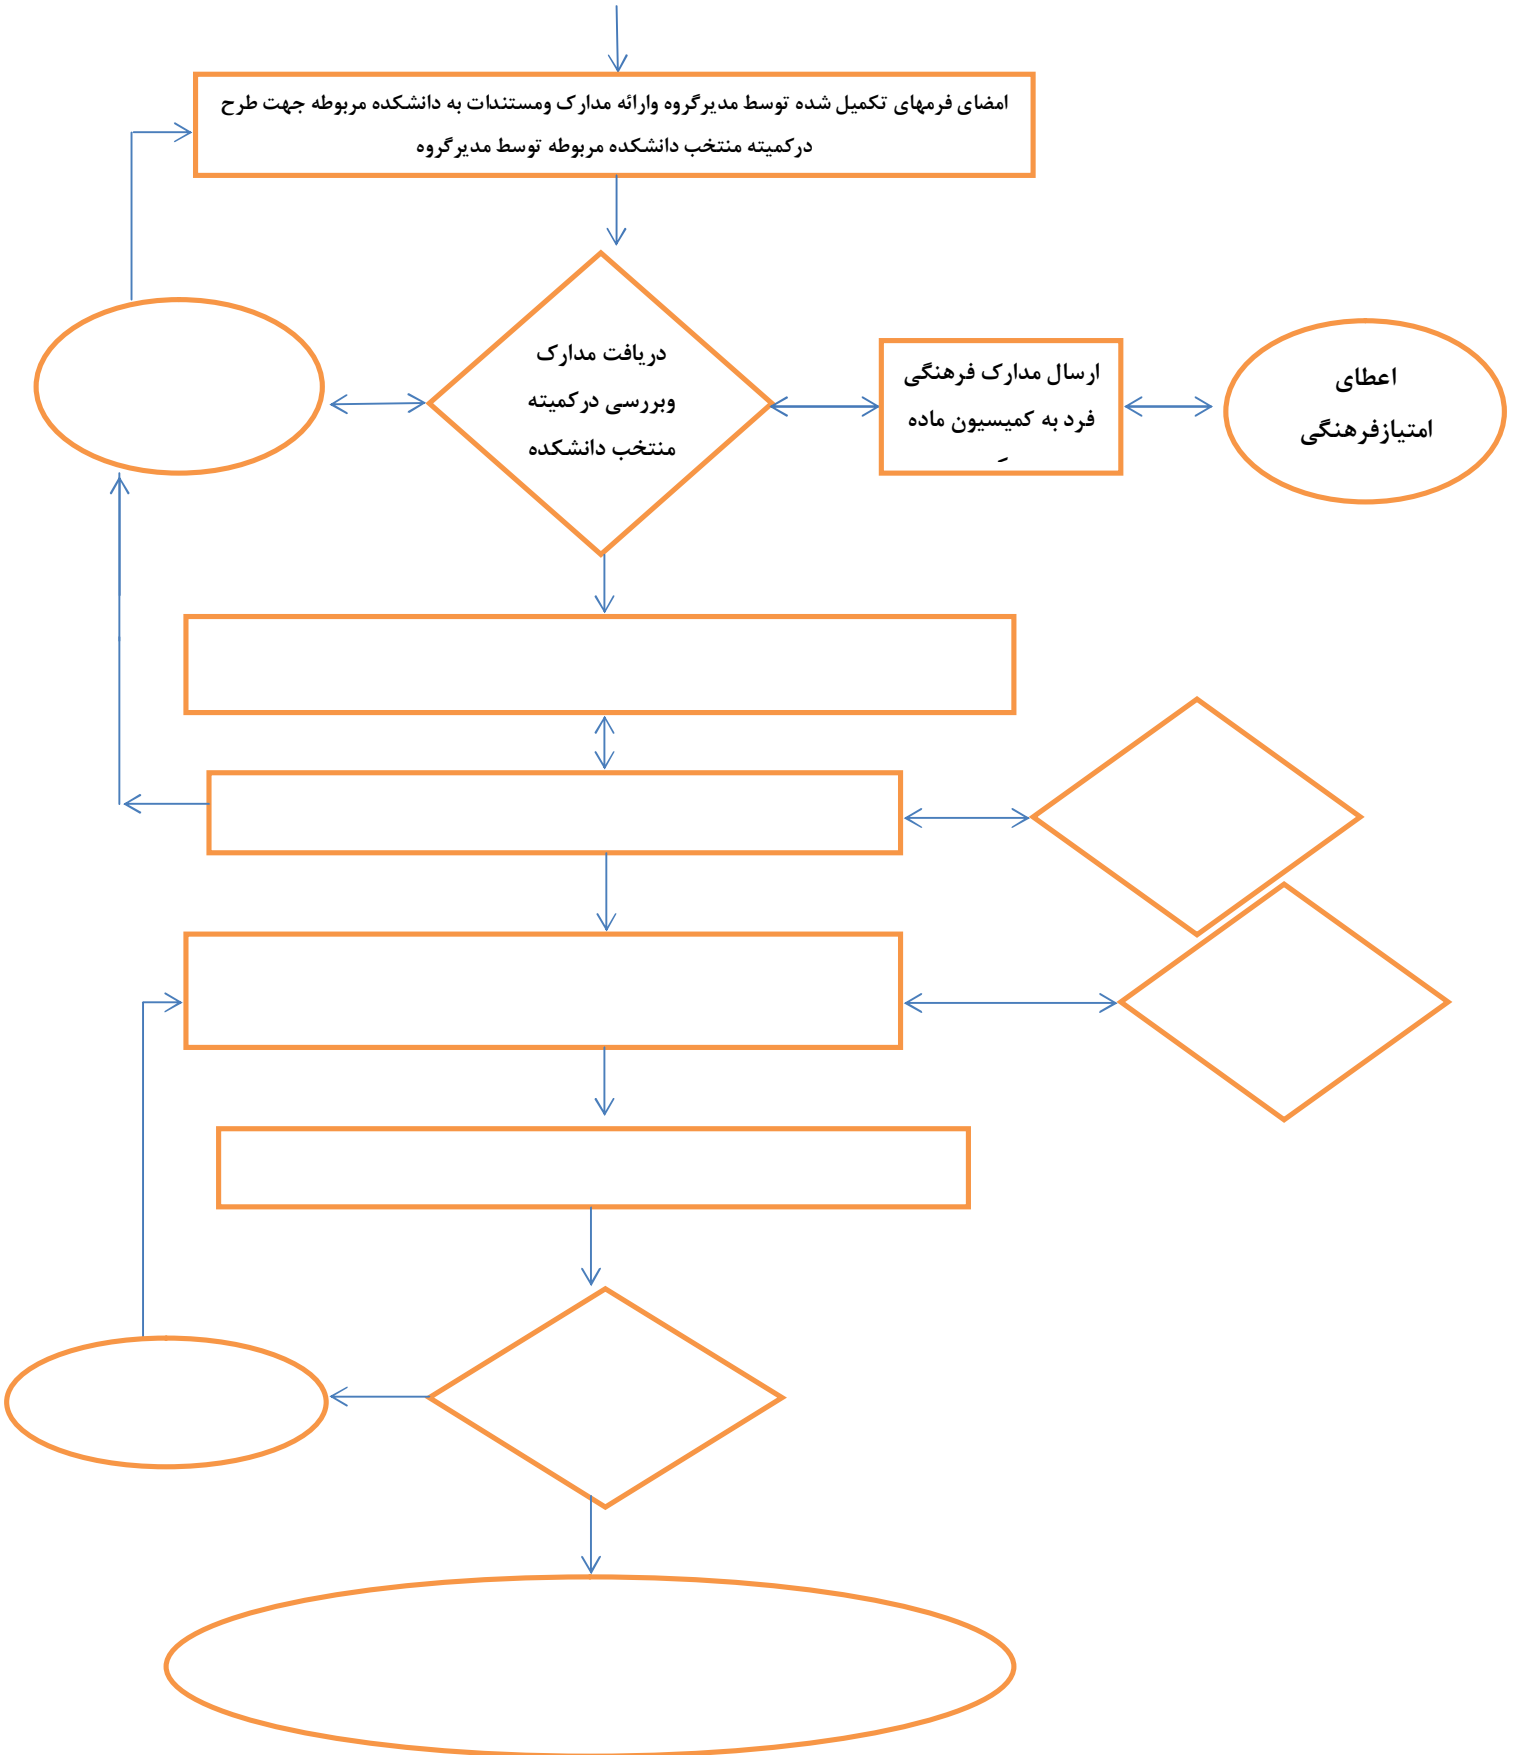 امضای فرمهای تکمیل شده توسط مدیرگروه وارائه مدارک ومستندات به دانشکده مربوطه جهت طرح
درکمیته منتخب دانشکده مربوطه توسط مدیرگروه
دریافت مدارک
وبررسی درکمیته
منتخب دانشکده
ارسال مدارک فرهنگی
فرد به کمیسیون ماده
اعطای
امتیازفرهنگی